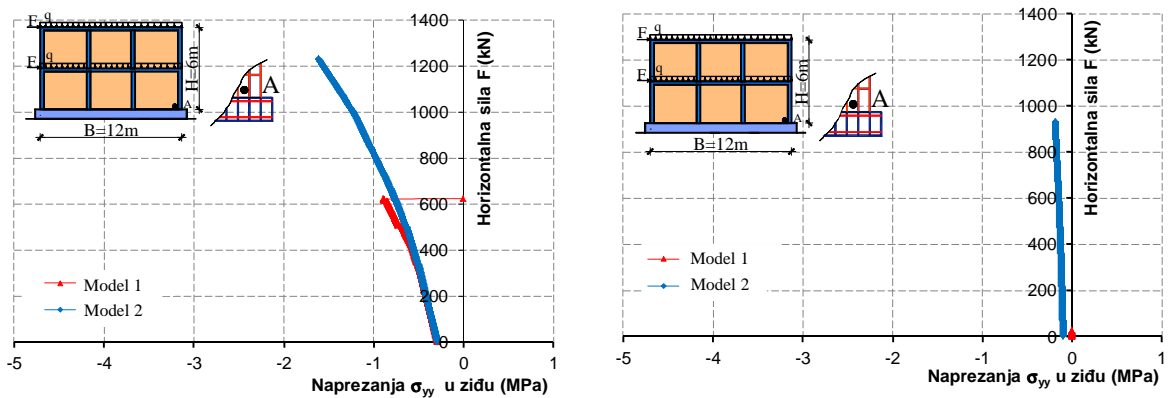 F
q
F
H=6m
A
B=12m
A
Model 1
Model 2
1400
1200
1000
800
600
400
200
0
Horizontalna sila F (kN)
-5
-4
-3
-2
-1
0
1
Naprezanja σyy u ziđu (MPa)
F
q
F
H=6m
A
B=12m
A
Model 1
Model 2
1400
1200
1000
800
600
400
200
0
Horizontalna sila F (kN)
-5
-4
-3
-2
-1
0
1
Naprezanja σyy u ziđu (MPa)